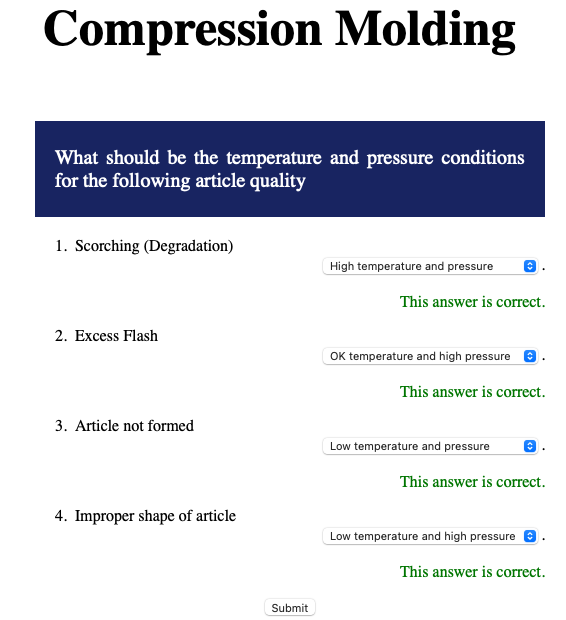 Compression Molding
What should be the temperature and pressure conditions
for the following article quality
1. Scorching (Degradation)
High temperature and pressure .
This answer is correct.
2. Excess Flash
OK temperature and high pressure .
This answer is correct.
3. Article not formed
Low temperature and pressure .
This answer is correct.
4. Improper shape of article
Low temperature and high pressure .
This answer is correct.
Submit